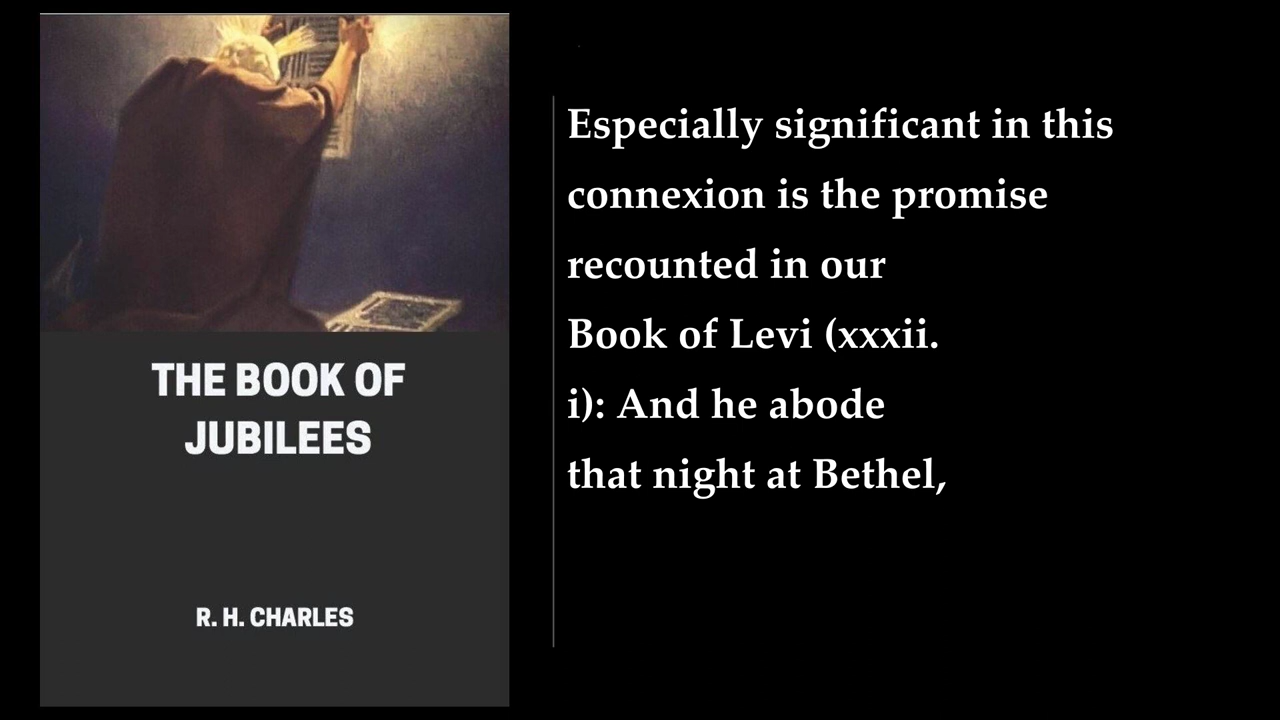 THE BOOK OF
JUBILEES
R. H. CHARLES
Especially significant in this
connexion is the promise
recounted in our
Book of Levi (xxxii.
i): And he abode
that night at Bethel,